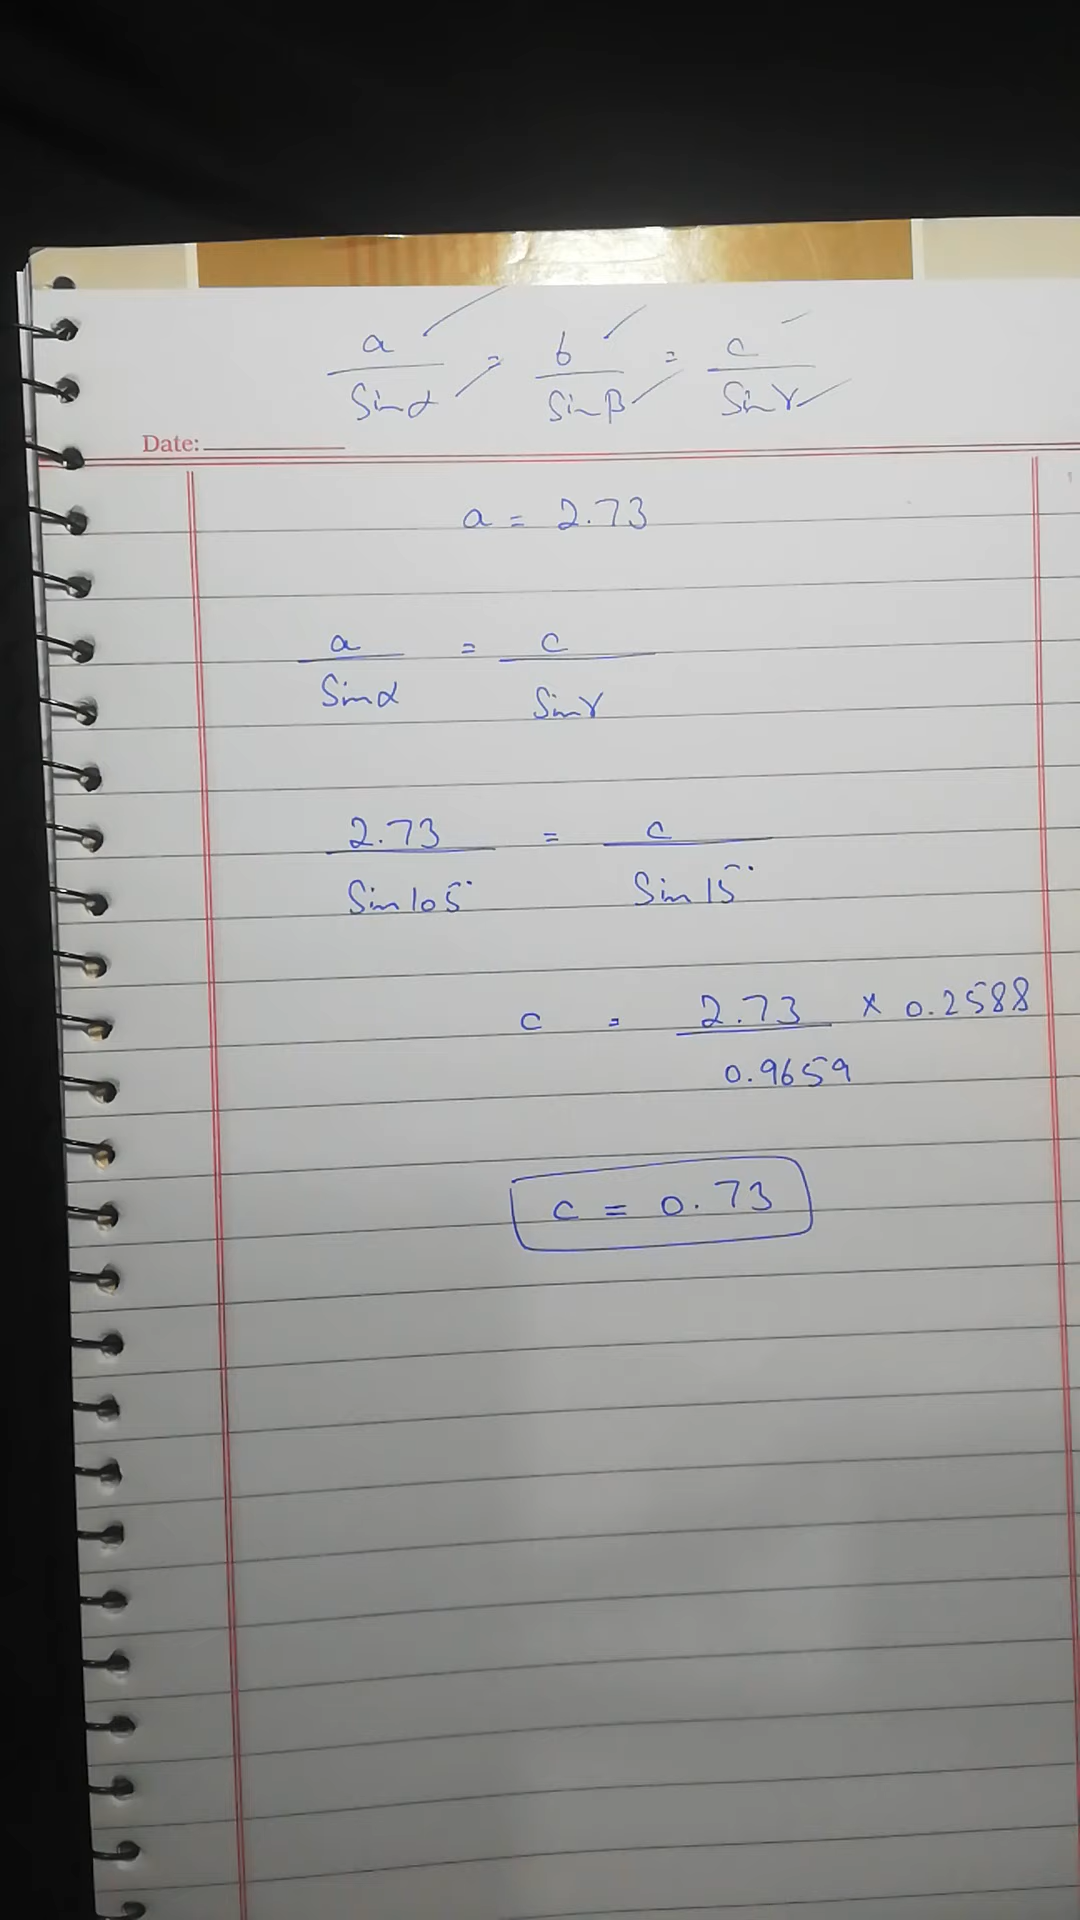 a/Sinα = b/Sinβ = c/Sinγ
Date:
a = 2.73
a/Sinα = c/Sinγ
2.73/Sin105° = c/Sin15°
c = 2.73/0.9659 × 0.2588
c = 0.73